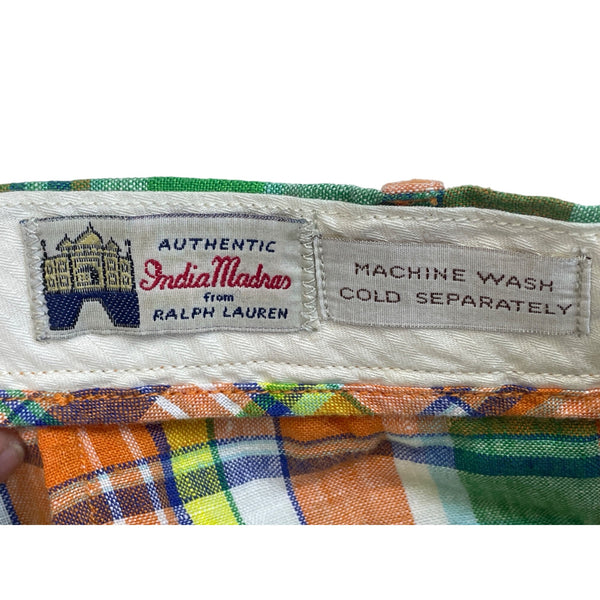 AUTHENTIC
India Madras
from
RALPH LAUREN
MACHINE WASH
COLD SEPARATELY